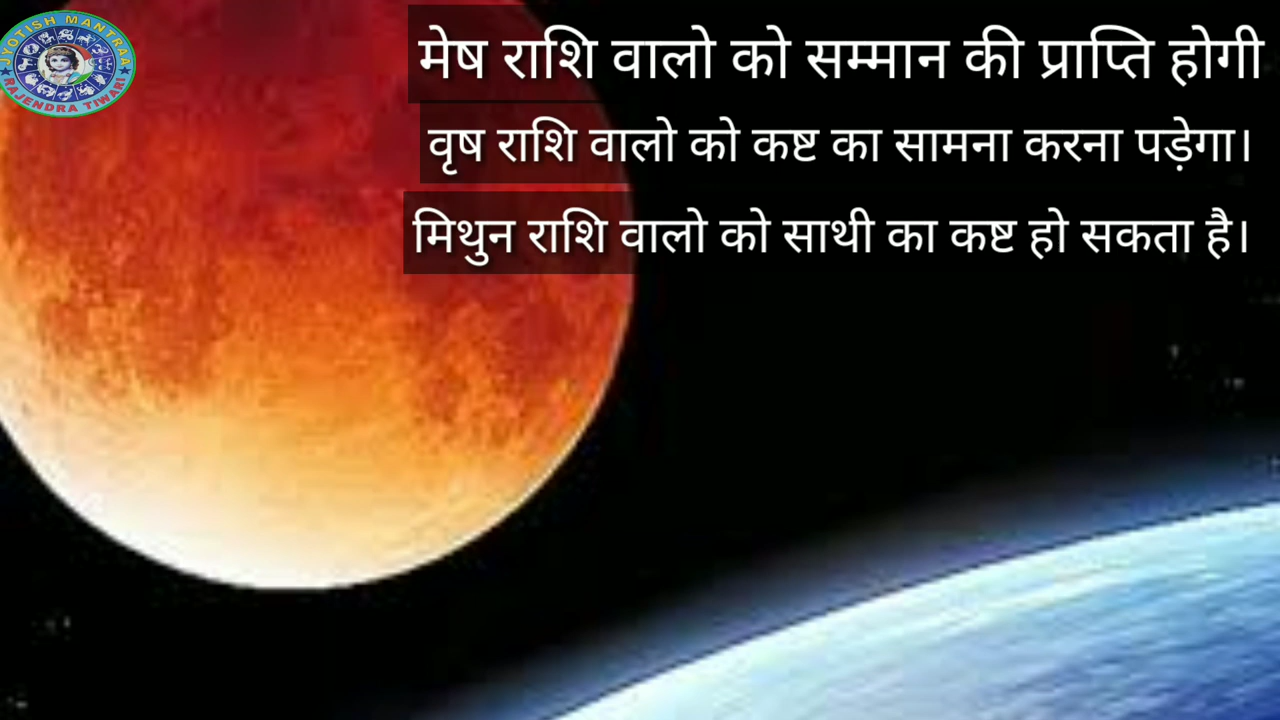 JYOTISH MANTRA
RAJENDRA TIWARI
मेष राशि वालो को सम्मान की प्राप्ति होगी
वृष राशि वालो को कष्ट का सामना करना पड़ेगा।
मिथुन राशि वालो को साथी का कष्ट हो सकता है।